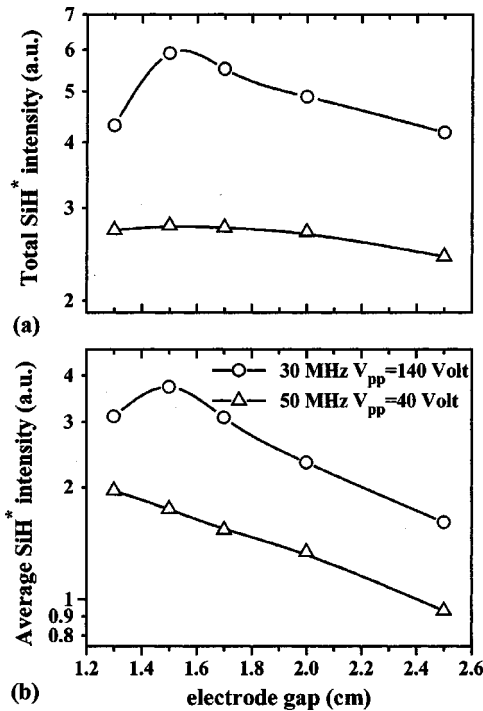 7
6
5
4
3
2
Total SiH* intensity (a.u.)
(a)
4
3
2
1
0.9
0.8
Average SiH* intensity (a.u.)
30 MHz Vpp=140 Volt
50 MHz Vpp=40 Volt
1.2 1.4 1.6 1.8 2.0 2.2 2.4 2.6
(b)
electrode gap (cm)